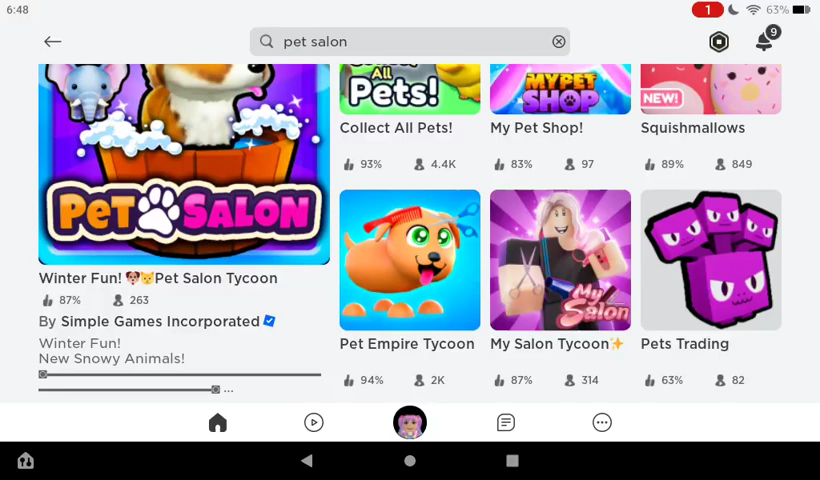 6:48
1
63%
pet salon
9
All
Pets!
MY PET
SHOP
NEW!
Collect All Pets!
My Pet Shop!
Squishmallows
93%
4.4K
83%
97
89%
849
PET SALON
Winter Fun! 🐶🐱Pet Salon Tycoon
87%
263
By Simple Games Incorporated
Winter Fun!
New Snowy Animals!
...
My
Salon
Pet Empire Tycoon
My Salon Tycoon✨
Pets Trading
94%
2K
87%
314
63%
82